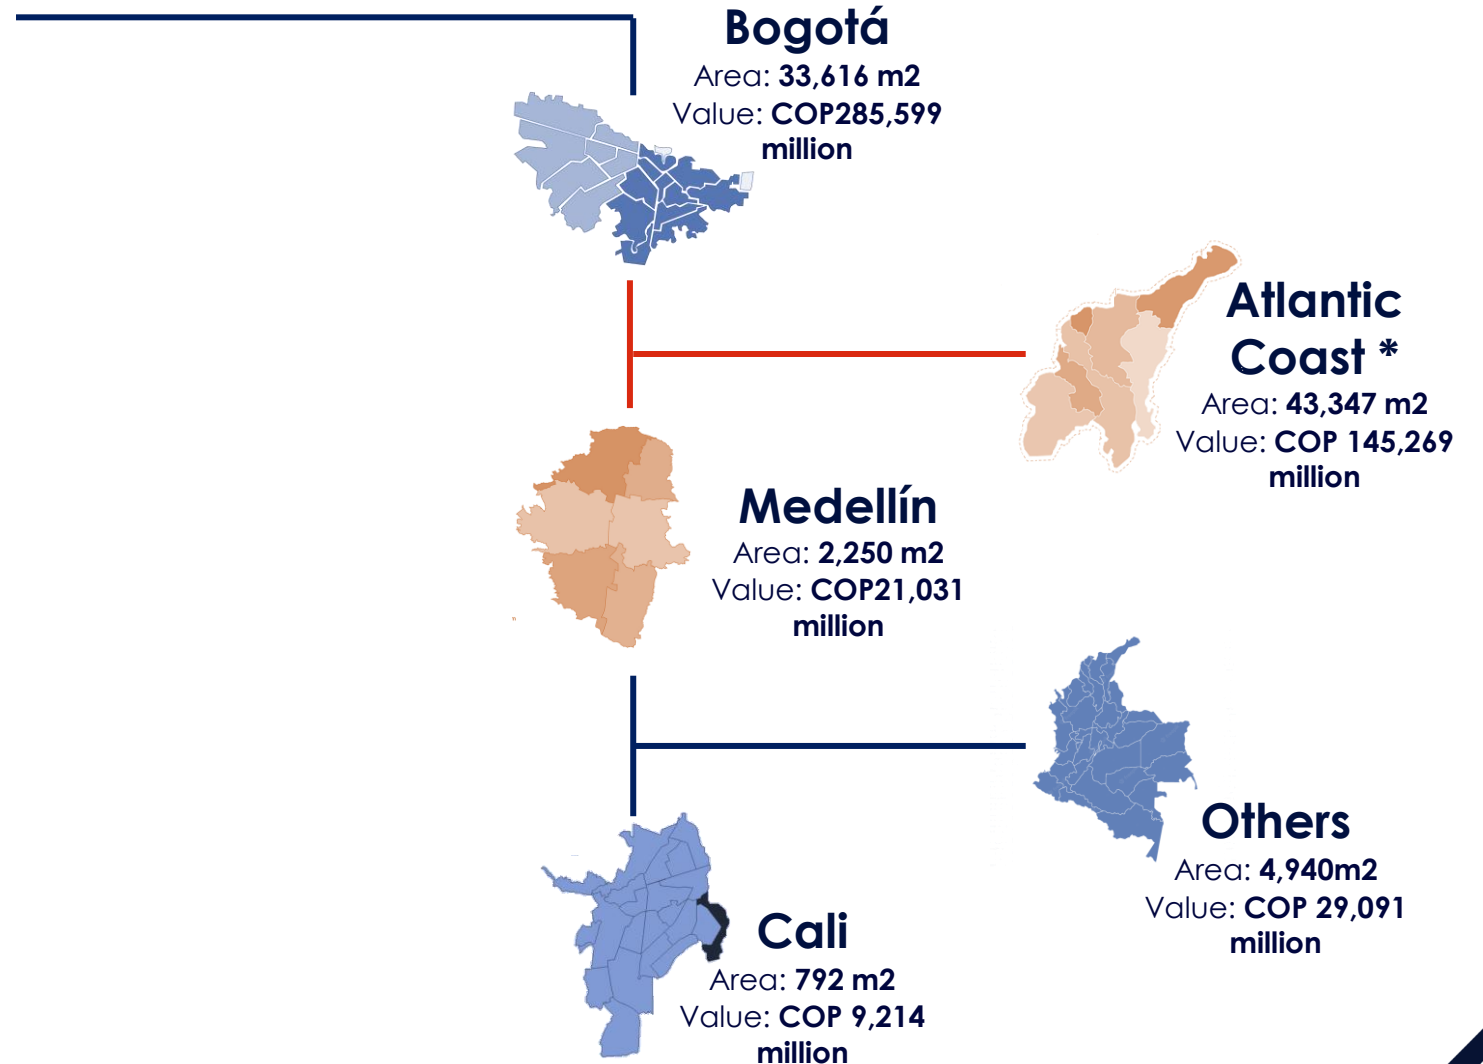 Bogotá
Area: 33,616 m2
Value: COP285,599
million
Atlantic
Coast *
Area: 43,347 m2
Value: COP 145,269
million
Medellín
Area: 2,250 m2
Value: COP21,031
million
Others
Area: 4,940m2
Value: COP 29,091
million
Cali
Area: 792 m2
Value: COP 9,214
million